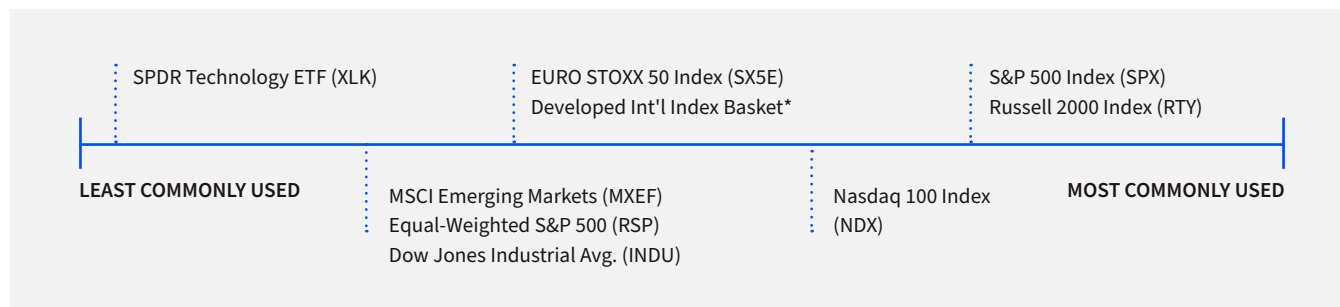 SPDR Technology ETF (XLK)
EURO STOXX 50 Index (SX5E)
Developed Int'l Index Basket*
S&P 500 Index (SPX)
Russell 2000 Index (RTY)
LEAST COMMONLY USED
MOST COMMONLY USED
MSCI Emerging Markets (MXEF)
Equal-Weighted S&P 500 (RSP)
Dow Jones Industrial Avg. (INDU)
Nasdaq 100 Index
(NDX)